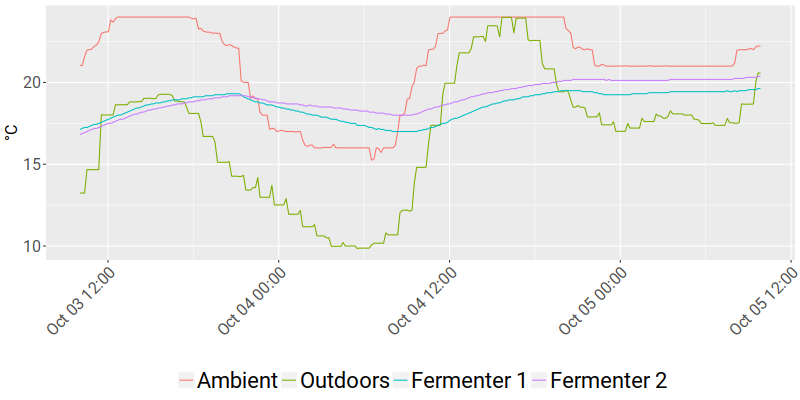 °C
20
15
10
Oct 03 12:00
Oct 04 00:00
Oct 04 12:00
Oct 05 00:00
Oct 05 12:00
Ambient Outdoors Fermenter 1 Fermenter 2